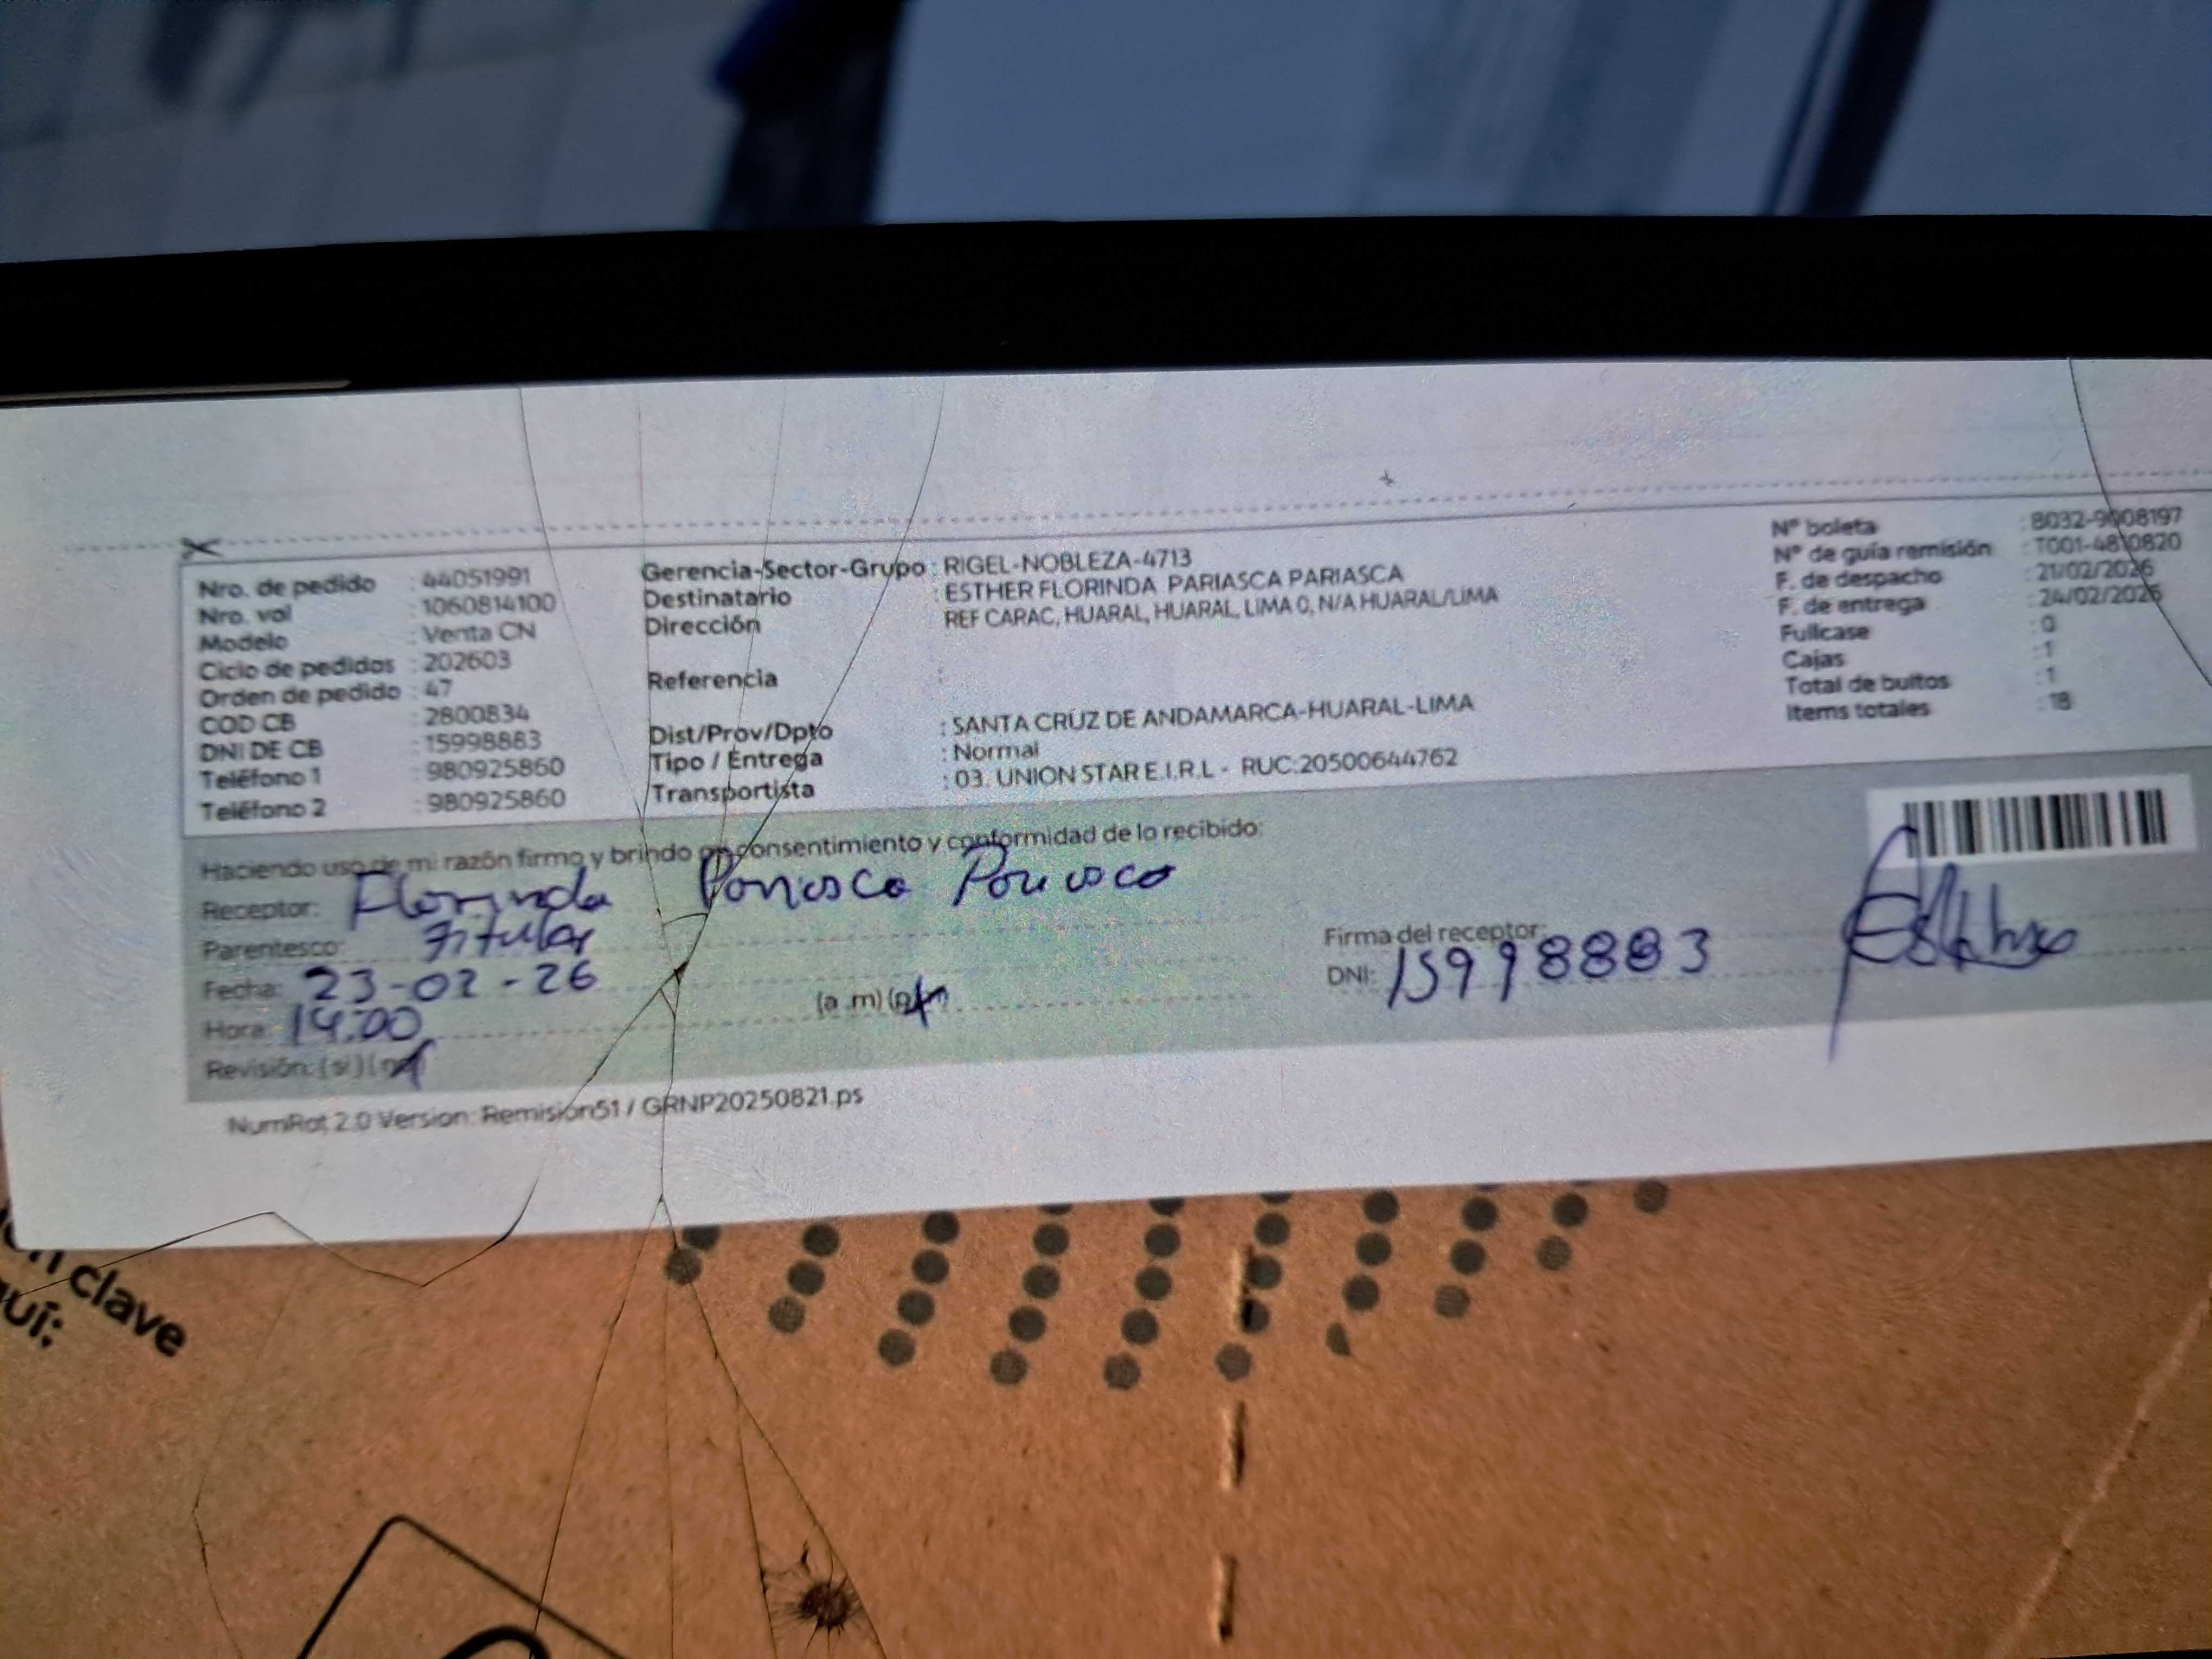 Nro. de pedido : 44051991
Nro. vol : 1060814100
Modelo : Venta CN
Ciclo de pedidos : 202603
Orden de pedido : 47
COD CB : 2800834
DNI DE CB : 15998883
Teléfono 1 : 980925860
Teléfono 2 : 980925860
Gerencia-Sector-Grupo : RIGEL-NOBLEZA-4713
Destinatario : ESTHER FLORINDA PARIASCA PARIASCA
Dirección REF CAPAC, HUARAL, HUARAL, LIMA 0, N/A HUARAL/LIMA
Referencia :
Dist/Prov/Dpto : SANTA CRUZ DE ANDAMARCA-HUARAL-LIMA
Tipo / Entrega : Normal
Transportista : 03. UNION STAR E.I.R.L - RUC:20500644762
Nº boleta : B032-9008197
Nº de guía remisión : T001-4810820
F. de despacho : 21/02/2026
F. de entrega : 24/02/2026
Fullcase : 0
Cajas : 1
Total de bultos : 1
Items totales : 18
Haciendo uso de mi razón firmo y brindo consentimiento y conformidad de lo recibido:
Receptor: Florinda Pariasca Pariasca
Parentesco: Titular
Fecha: 23-02-26
Hora: 14:00 (a.m) (p.m)
Revisión: (si) (no)
Firma del receptor:
DNI: 15998883
NumRot 2.0 Version: Remision51 / GRNP20250821.ps
clave